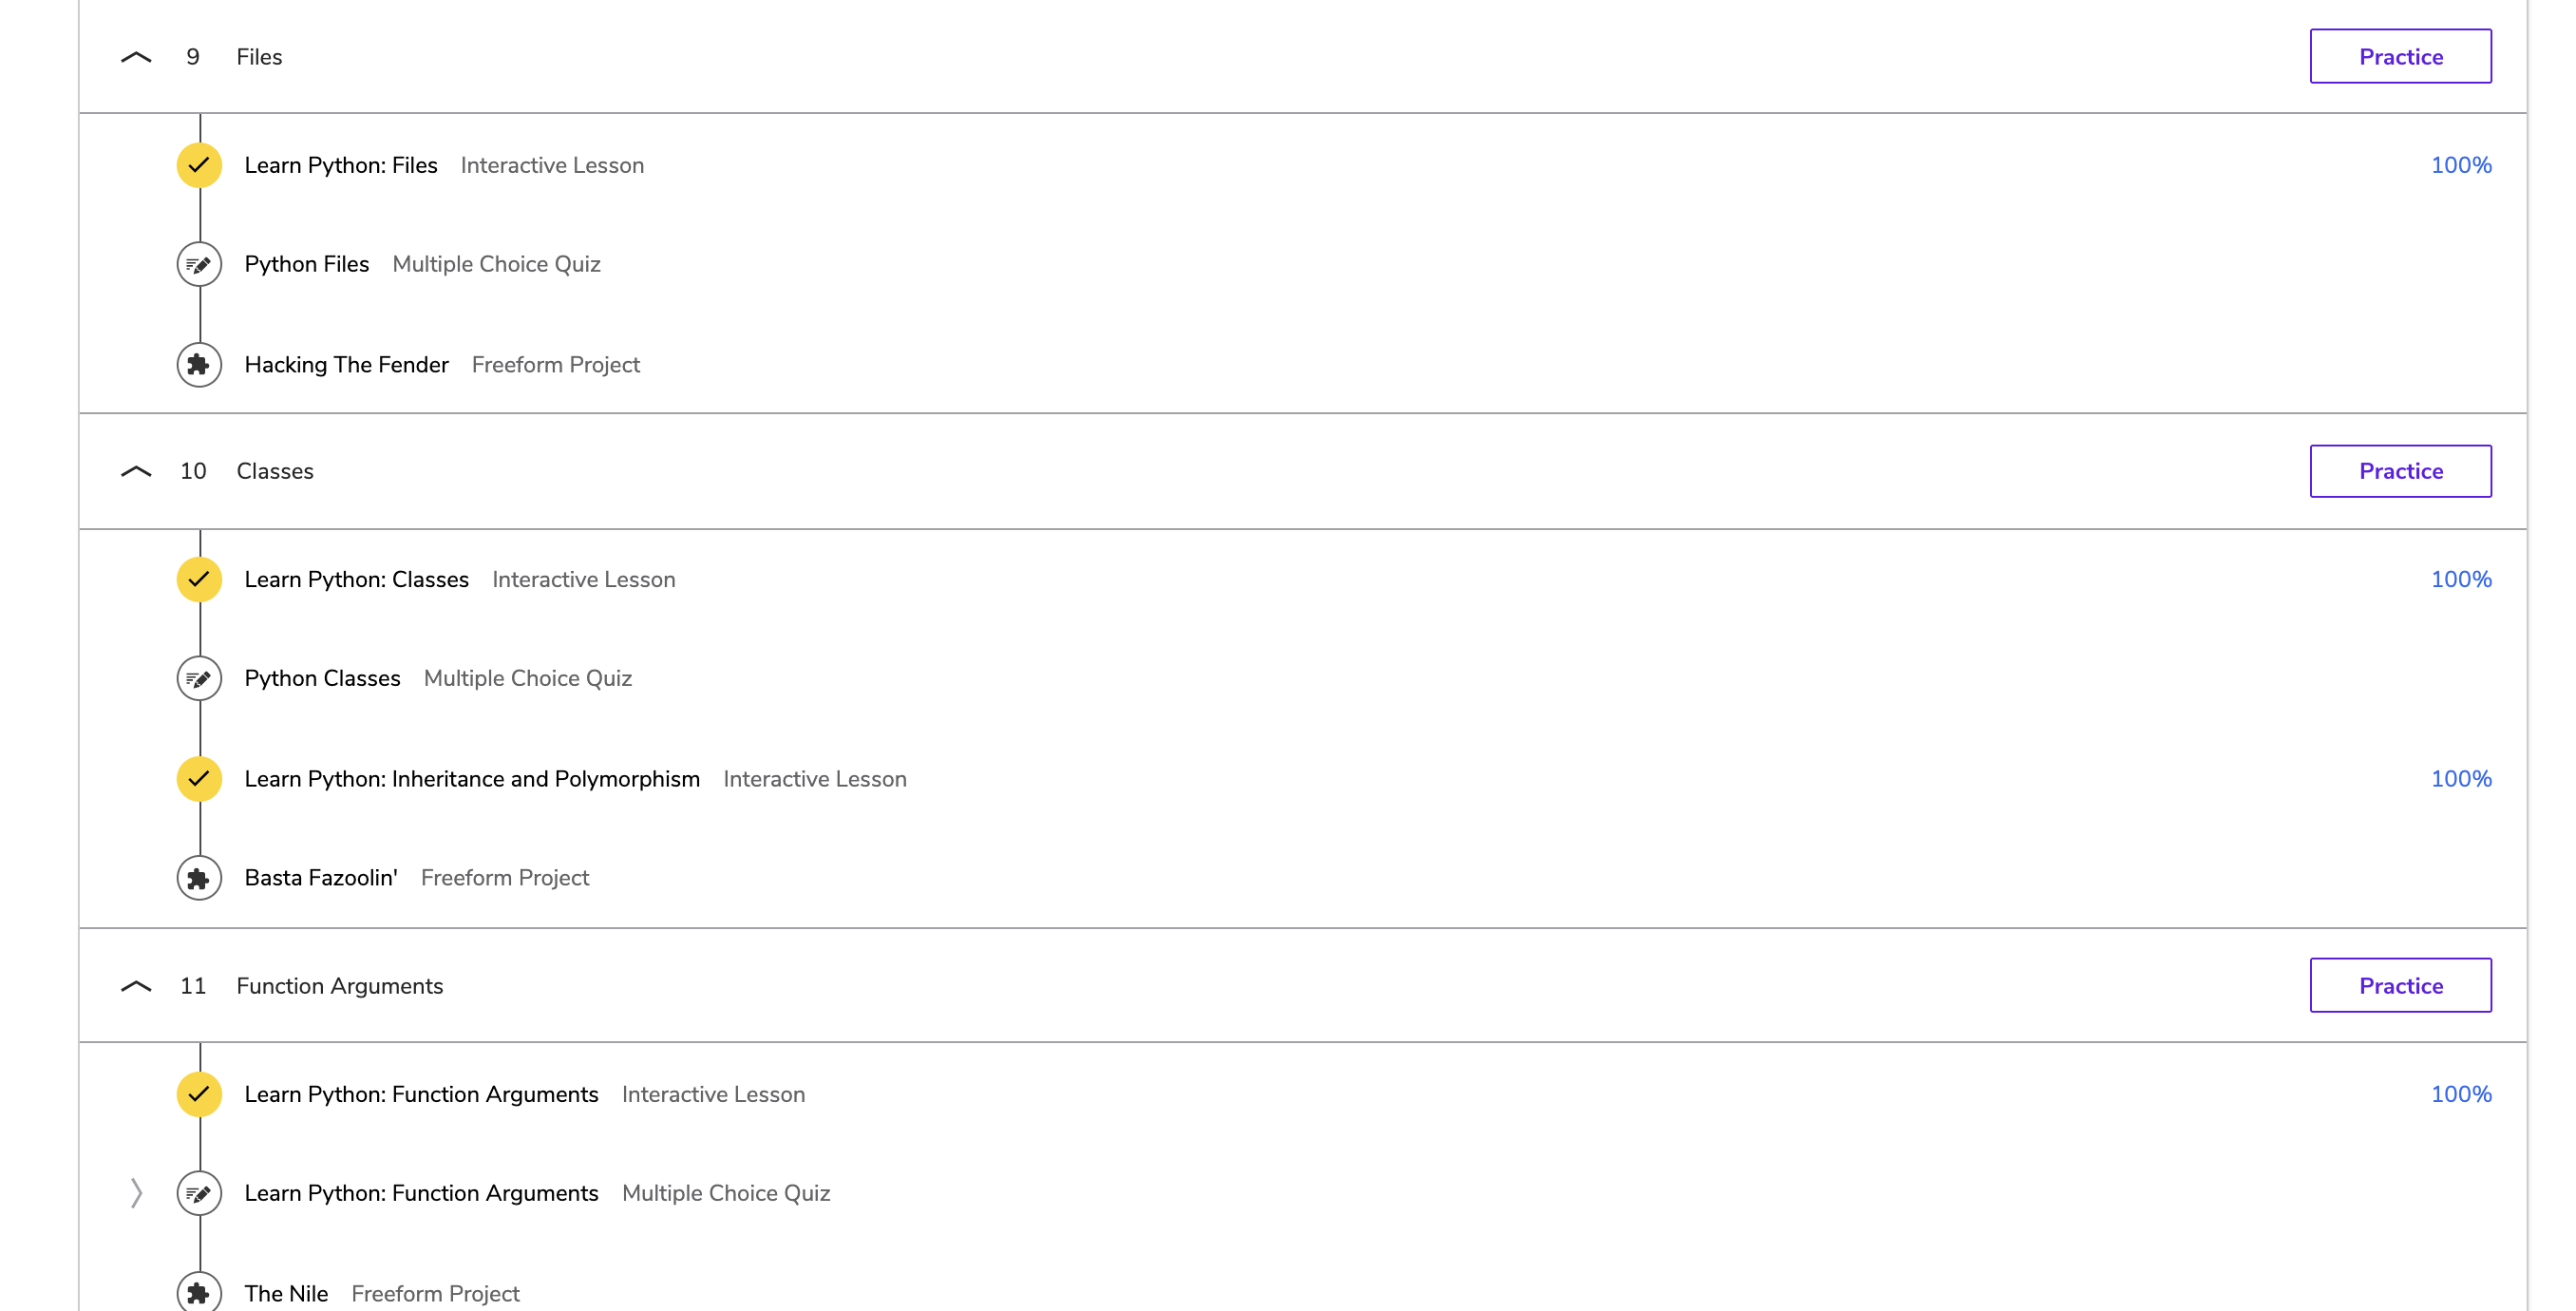 9 Files Practice
Learn Python: Files Interactive Lesson 100%
Python Files Multiple Choice Quiz
Hacking The Fender Freeform Project
10 Classes Practice
Learn Python: Classes Interactive Lesson 100%
Python Classes Multiple Choice Quiz
Learn Python: Inheritance and Polymorphism Interactive Lesson 100%
Basta Fazoolin' Freeform Project
11 Function Arguments Practice
Learn Python: Function Arguments Interactive Lesson 100%
Learn Python: Function Arguments Multiple Choice Quiz
The Nile Freeform Project